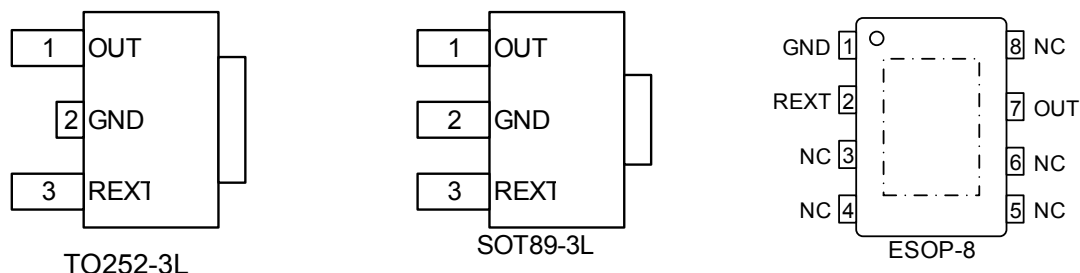 1 OUT
2 GND
3 REXT
TO252-3L
1 OUT
2 GND
3 REXT
SOT89-3L
GND 1 8 NC
REXT 2 7 OUT
NC 3 6 NC
NC 4 5 NC
ESOP-8